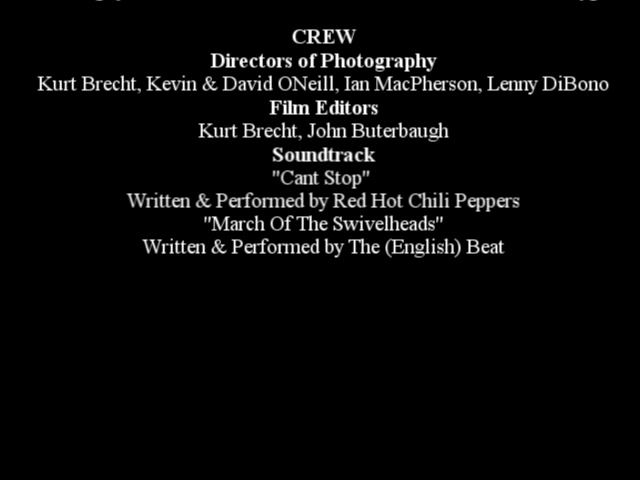 CREW
Directors of Photography
Kurt Brecht, Kevin & David ONeill, Ian MacPherson, Lenny DiBono
Film Editors
Kurt Brecht, John Buterbaugh
Soundtrack
"Cant Stop"
Written & Performed by Red Hot Chili Peppers
"March Of The Swivelheads"
Written & Performed by The (English) Beat